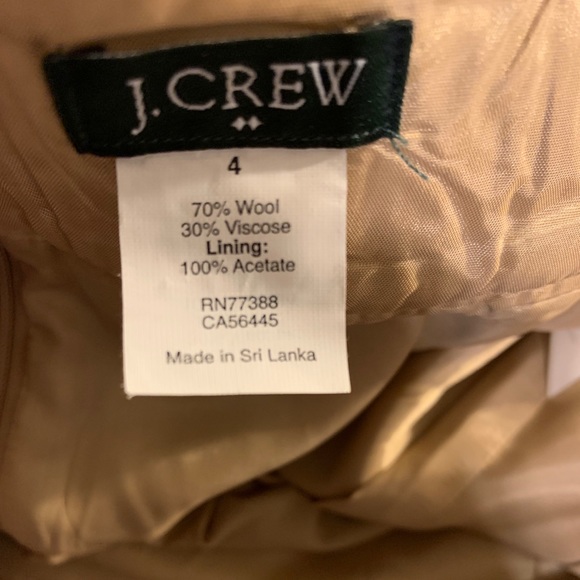 J.CREW
4
70% Wool
30% Viscose
Lining:
100% Acetate
RN77388
CA56445
Made in Sri Lanka